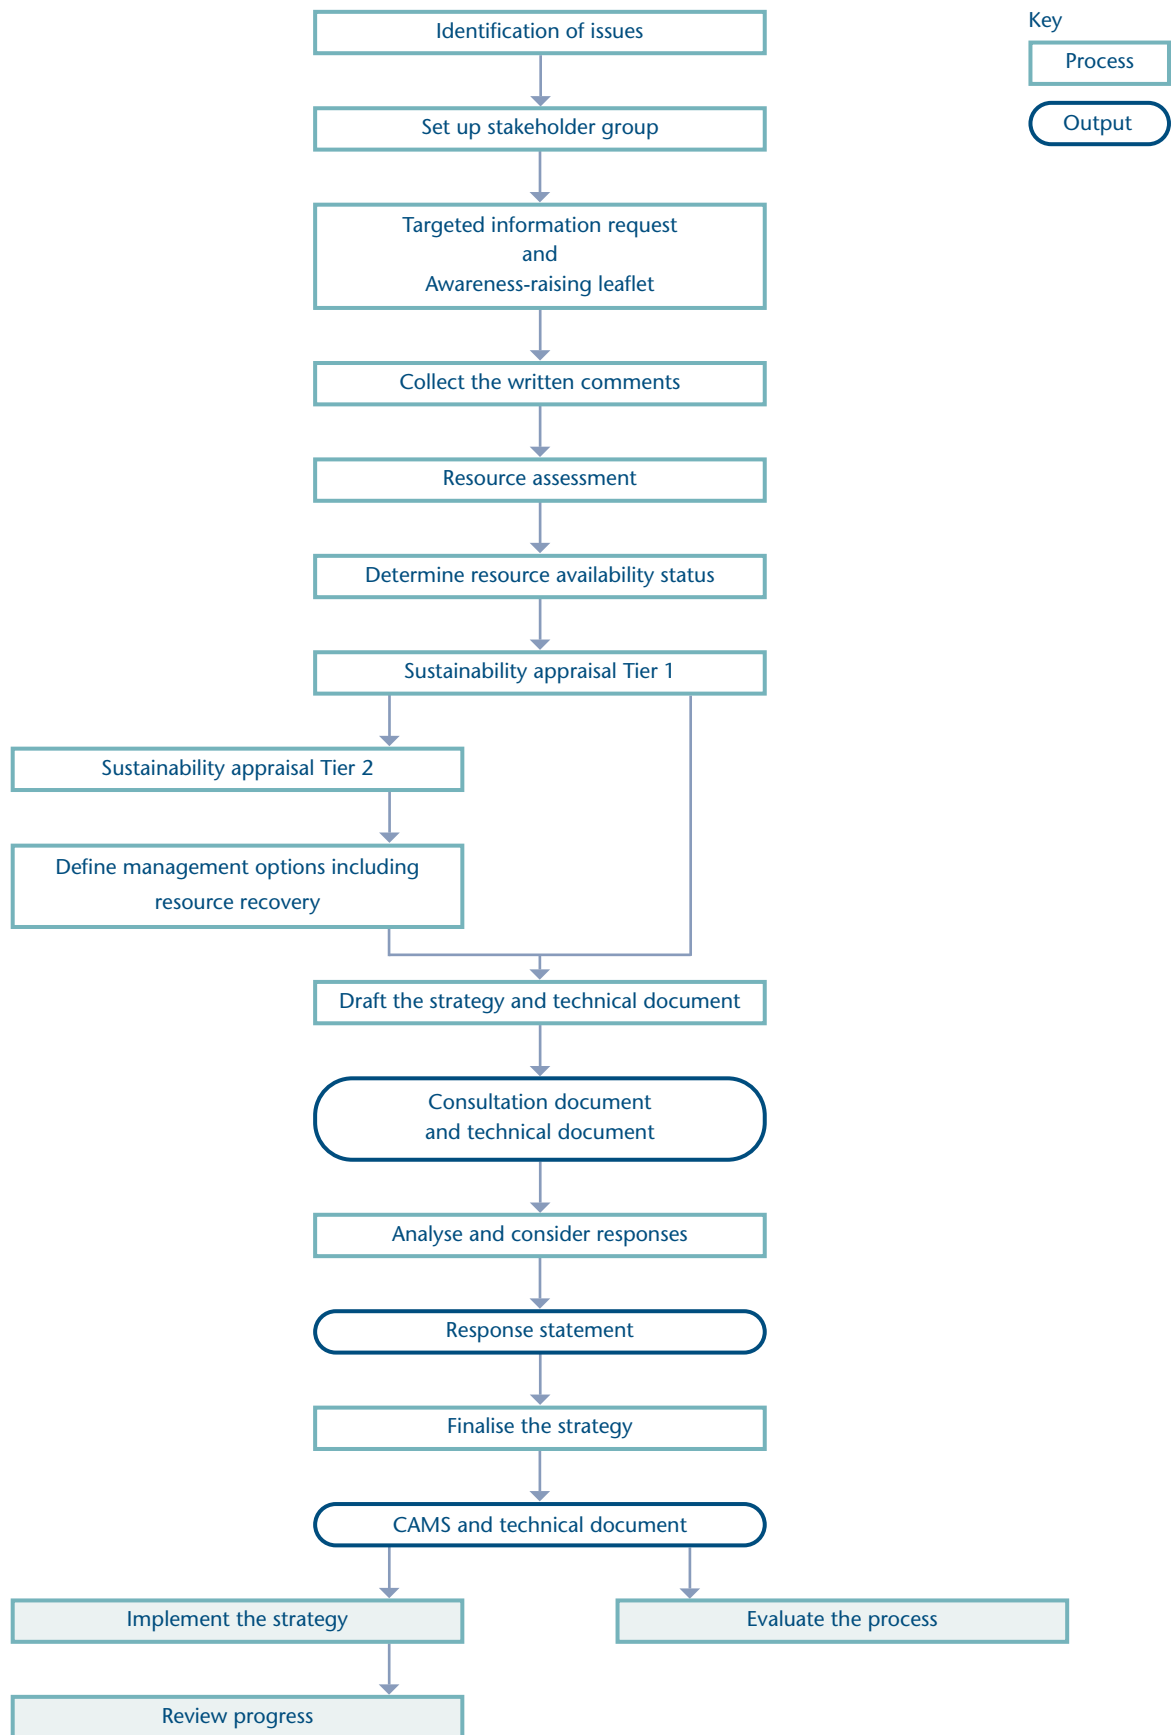 Identification of issues
Key
Process
Output
Set up stakeholder group
Targeted information request
and
Awareness-raising leaflet
Collect the written comments
Resource assessment
Determine resource availability status
Sustainability appraisal Tier 1
Sustainability appraisal Tier 2
Define management options including
resource recovery
Draft the strategy and technical document
Consultation document
and technical document
Analyse and consider responses
Response statement
Finalise the strategy
CAMS and technical document
Implement the strategy
Evaluate the process
Review progress